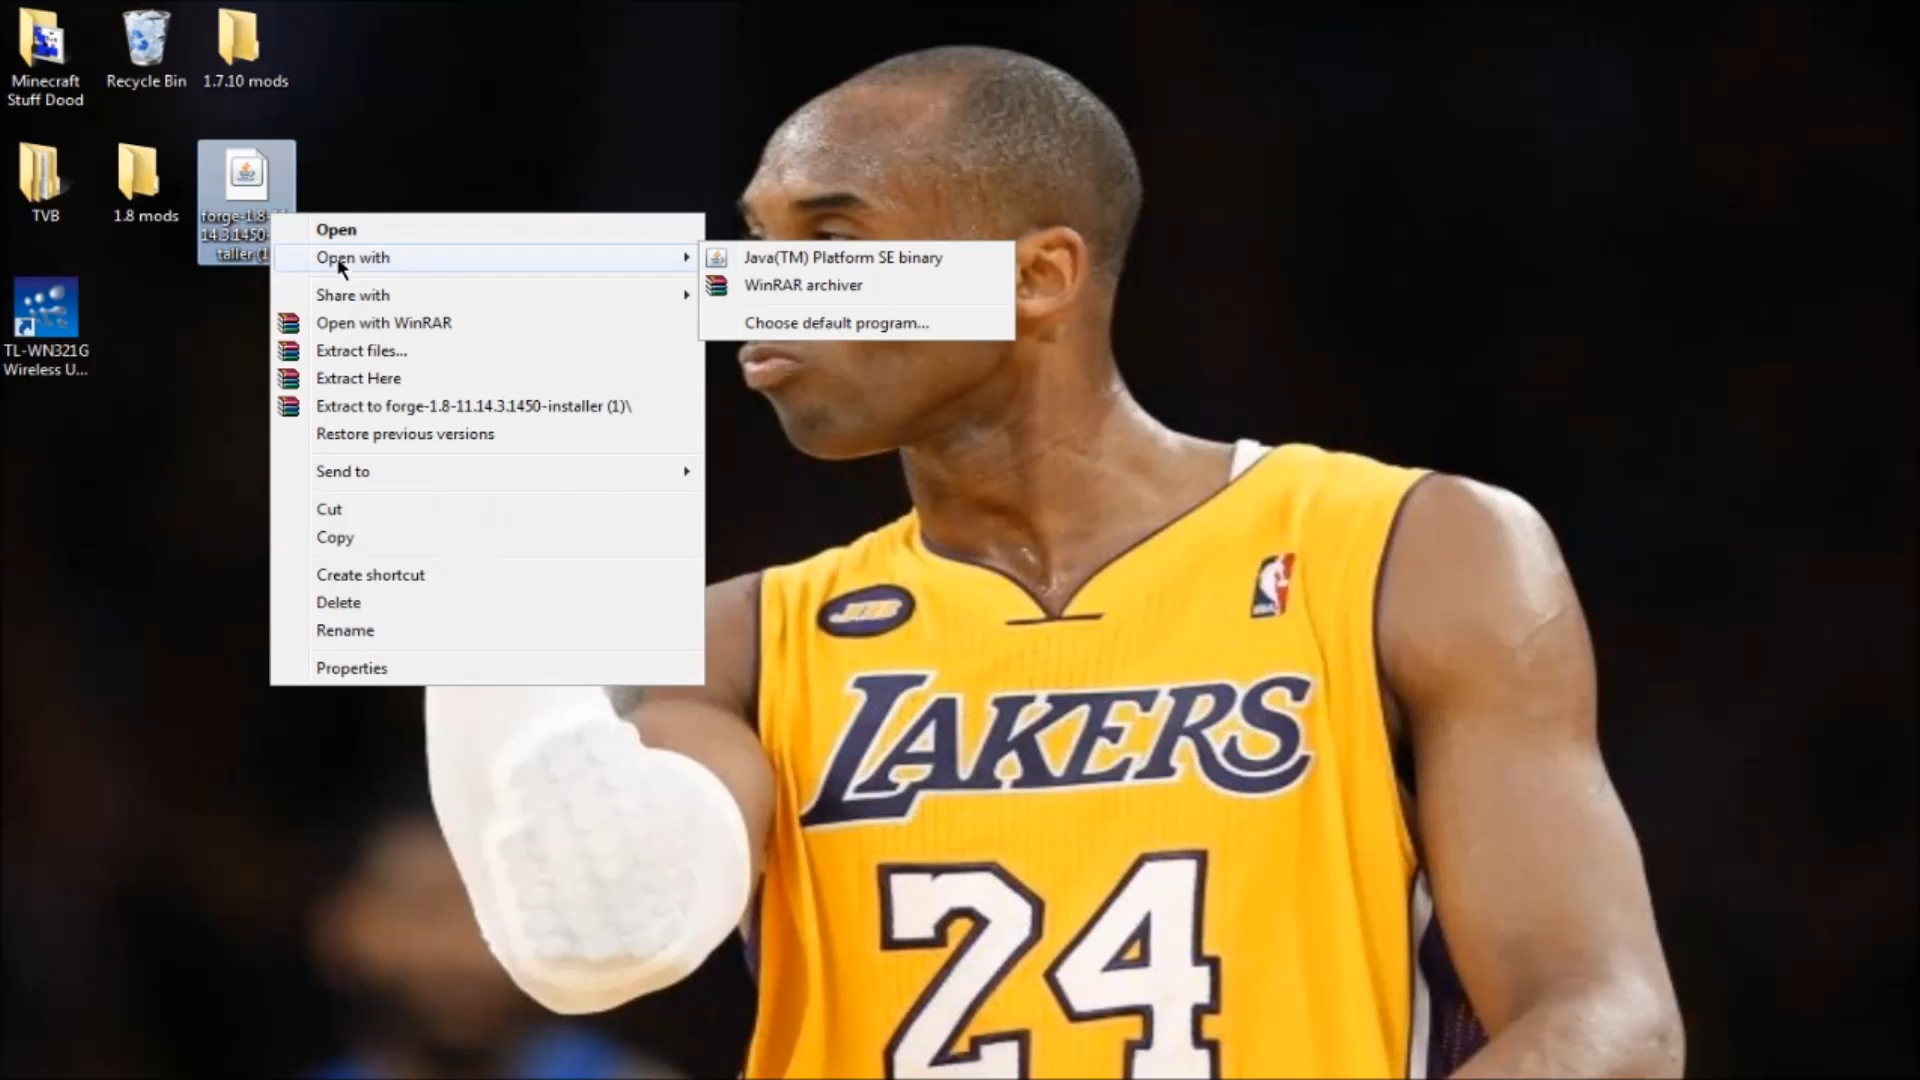 Minecraft
Stuff Dood
Recycle Bin
1.7.10 mods
TVB
1.8 mods
forge-1.8-
14.3.1450-
taller (1
TL-WN321G
Wireless U...
Open
Open with
Share with
Open with WinRAR
Extract files...
Extract Here
Extract to forge-1.8-11.14.3.1450-installer (1)\
Restore previous versions
Send to
Cut
Copy
Create shortcut
Delete
Rename
Properties
Java(TM) Platform SE binary
WinRAR archiver
Choose default program...
LAKERS
24